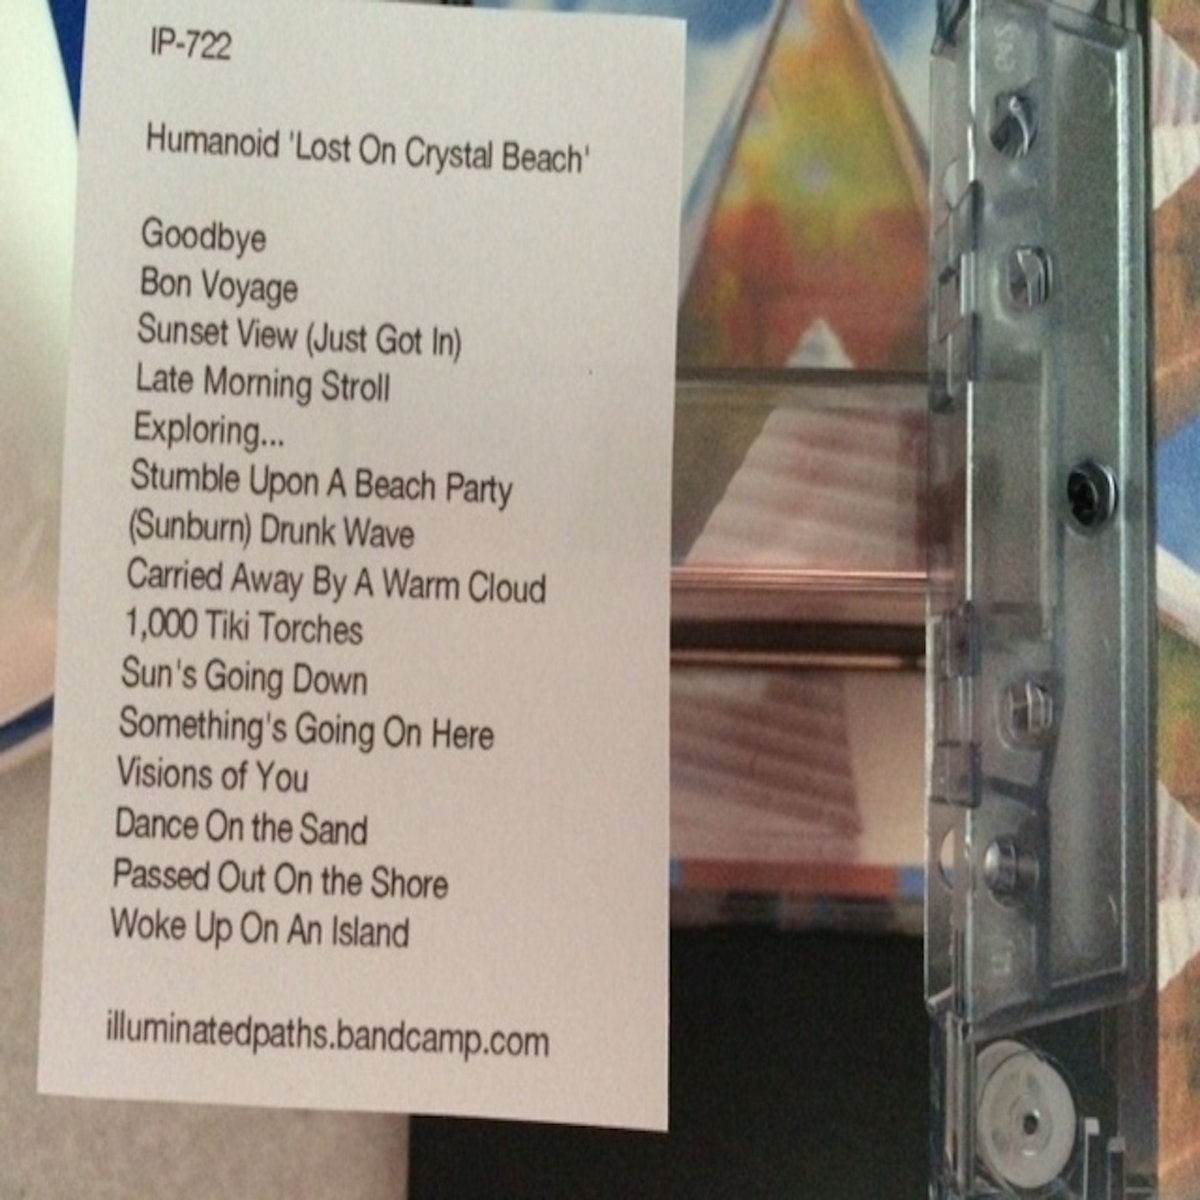 IP-722
Humanoid 'Lost On Crystal Beach'
Goodbye
Bon Voyage
Sunset View (Just Got In)
Late Morning Stroll
Exploring...
Stumble Upon A Beach Party
(Sunburn) Drunk Wave
Carried Away By A Warm Cloud
1,000 Tiki Torches
Sun's Going Down
Something's Going On Here
Visions of You
Dance On the Sand
Passed Out On the Shore
Woke Up On An Island
illuminatedpaths.bandcamp.com